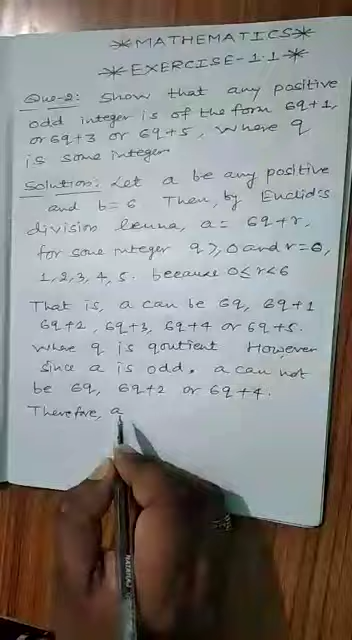 *MATHEMATICS*
*EXERCISE-1.1*
Que-2: Show that any positive
odd integer is of the form 6q+1,
or 6q+3 or 6q+5, where q
is some integer.
Solution: Let a be any positive
and b=6 Then, by Euclid's
division lemma, a = 6q+r,
for some integer q ≥, 0 and r=0,
1, 2, 3, 4, 5. because 0≤r<6
That is, a can be 6q, 6q+1
6q+2, 6q+3, 6q+4 or 6q+5.
where q is qoutient However
since a is odd. a can not
be 6q, 6q+2 or 6q+4.
Therefore, a